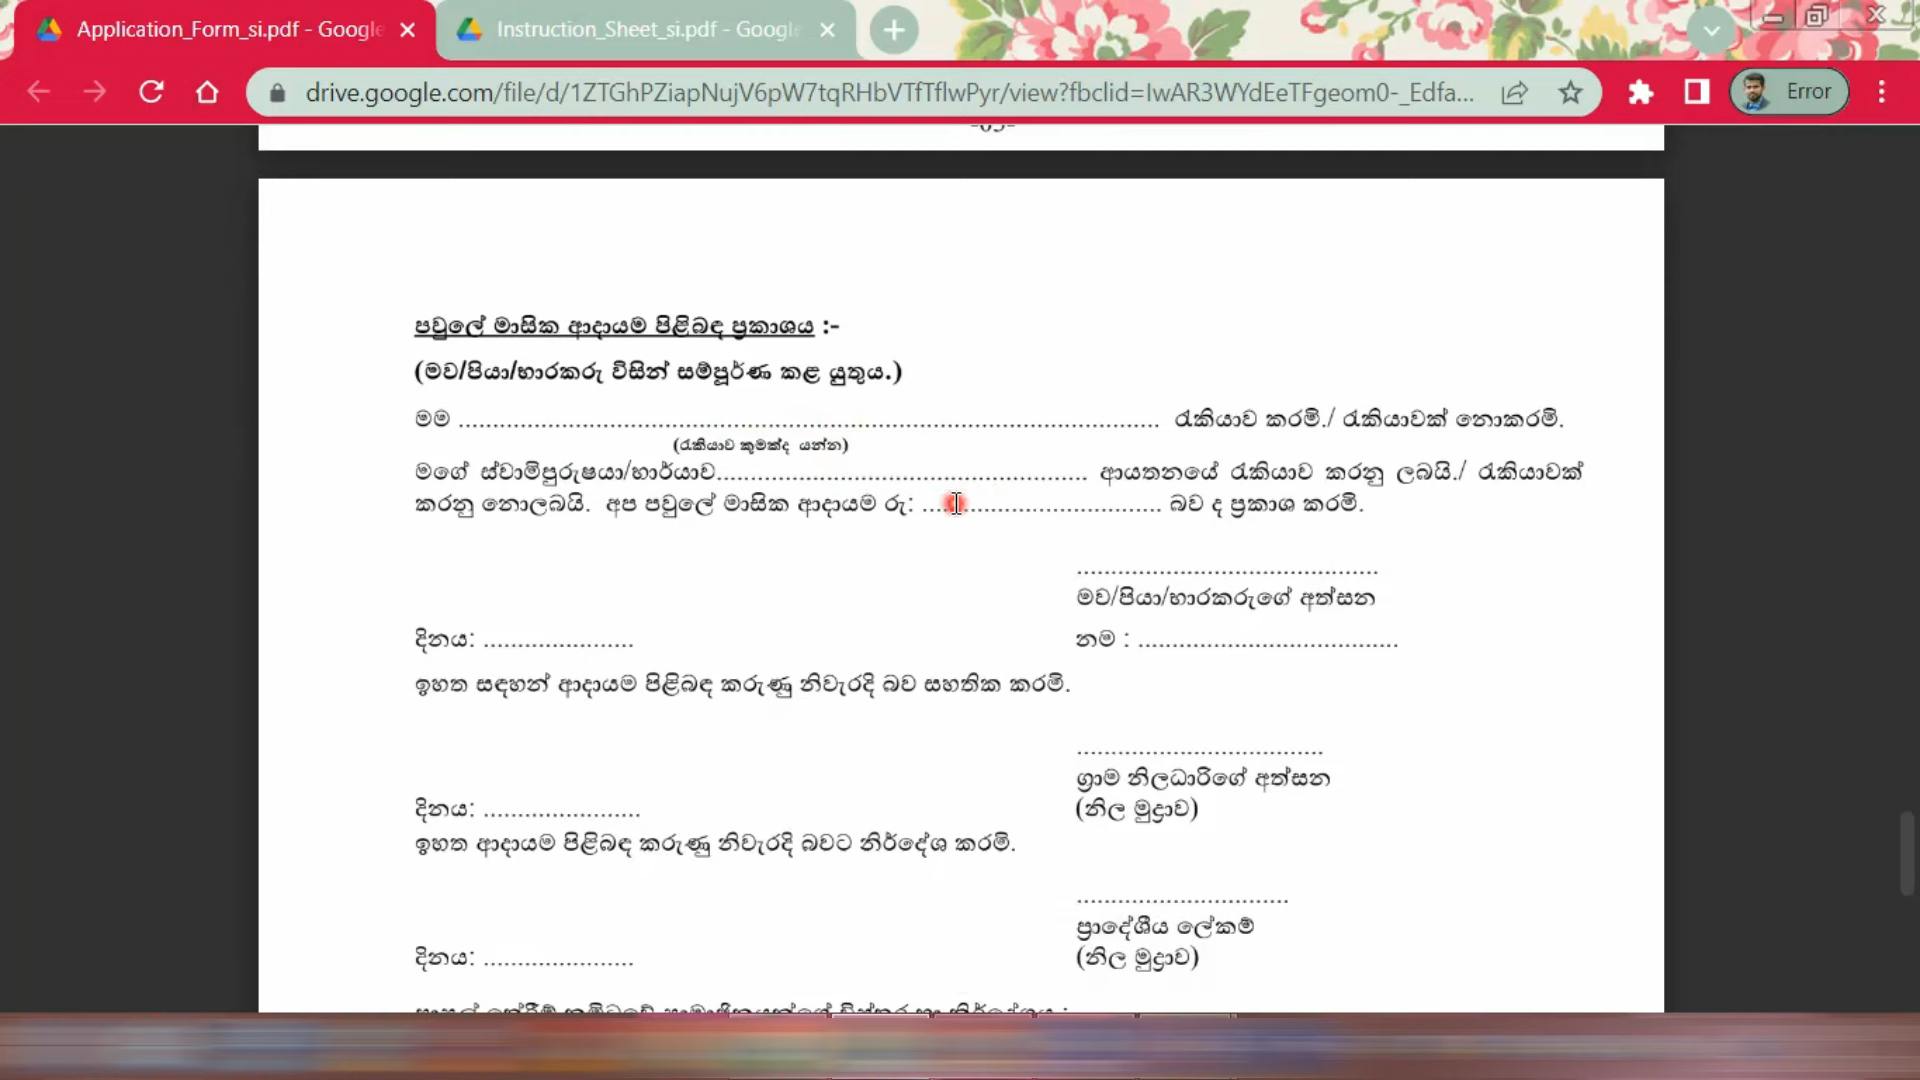 Application_Form_si.pdf - Google
Instruction_Sheet_si.pdf - Googl
drive.google.com/file/d/1ZTGhPZiapNujV6pW7tqRHbVTfTflwPyr/view?fbclid=IwAR3WYdEeTFgeom0-_Edfa...
Error
පවුලේ මාසික ආදායම පිළිබඳ ප්‍රකාශය :-
(මව/පියා/භාරකරු විසින් සම්පූර්ණ කළ යුතුය.)
මම .................................................................................................... රැකියාව කරමි./ රැකියාවක් නොකරමි.
(රැකියාව කුමක්ද යන්න)
මගේ ස්වාමිපුරුෂයා/භාර්යාව..................................................... ආයතනයේ රැකියාව කරනු ලබයි./ රැකියාවක්
කරනු නොලබයි. අප පවුලේ මාසික ආදායම රු: .................................. බව ද ප්‍රකාශ කරමි.
............................................
මව/පියා/භාරකරුගේ අත්සන
දිනය: ......................
නම : ......................................
ඉහත සඳහන් ආදායම පිළිබඳ කරුණු නිවැරදි බව සහතික කරමි.
....................................
ග්‍රාම නිලධාරිගේ අත්සන
දිනය: .......................
(නිල මුද්‍රාව)
ඉහත ආදායම පිළිබඳ කරුණු නිවැරදි බවට නිර්දේශ කරමි.
...............................
ප්‍රාදේශීය ලේකම්
දිනය: ......................
(නිල මුද්‍රාව)